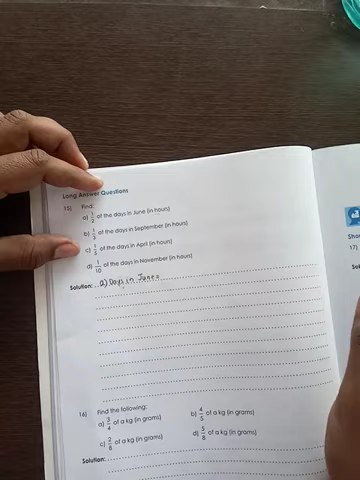 Long Answer Questions
15) Find:
a) 1/2 of the days in June (in hours)
b) 1/3 of the days in September (in hours)
c) 1/5 of the days in April (in hours)
d) 1/10 of the days in November (in hours)
Solution: a) Days in June =
16) Find the following:
a) 3/4 of a kg (in grams) b) 4/5 of a kg (in grams)
c) 2/8 of a kg (in grams) d) 5/8 of a kg (in grams)
Solution:
17)